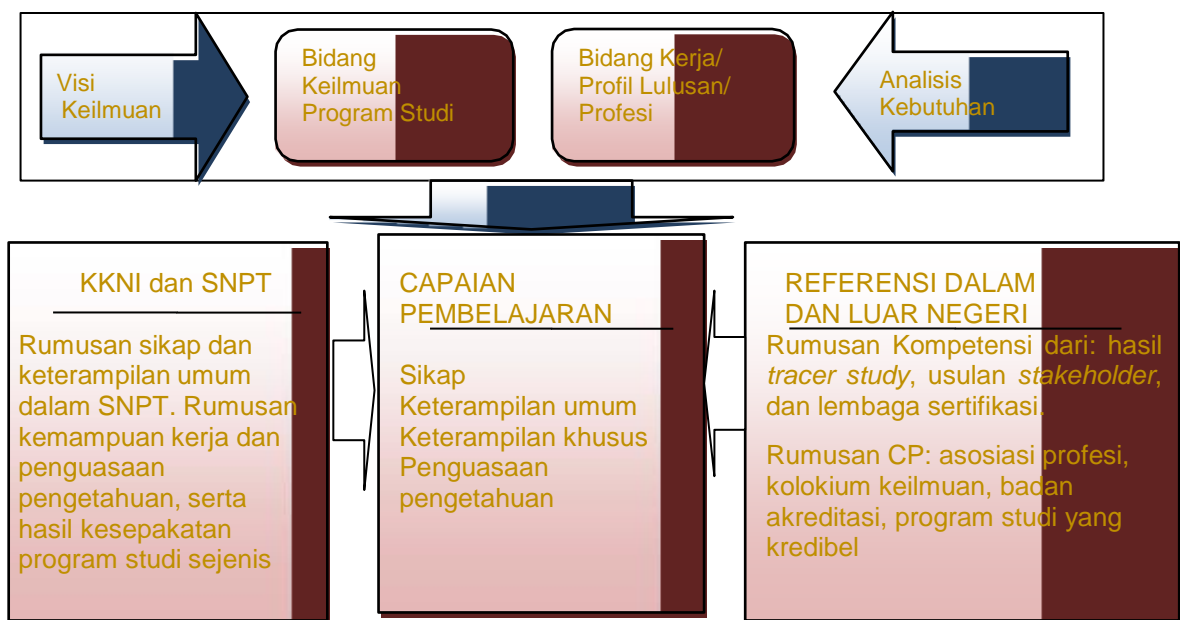 Visi
Keilmuan
Bidang
Keilmuan
Program Studi
Bidang Kerja/
Profil Lulusan/
Profesi
Analisis
Kebutuhan
KKNI dan SNPT
Rumusan sikap dan
keterampilan umum
dalam SNPT. Rumusan
kemampuan kerja dan
penguasaan
pengetahuan, serta
hasil kesepakatan
program studi sejenis
CAPAIAN
PEMBELAJARAN
Sikap
Keterampilan umum
Keterampilan khusus
Penguasaan
pengetahuan
REFERENSI DALAM
DAN LUAR NEGERI
Rumusan Kompetensi dari: hasil
tracer study, usulan stakeholder,
dan lembaga sertifikasi.
Rumusan CP: asosiasi profesi,
kolokium keilmuan, badan
akreditasi, program studi yang
kredibel